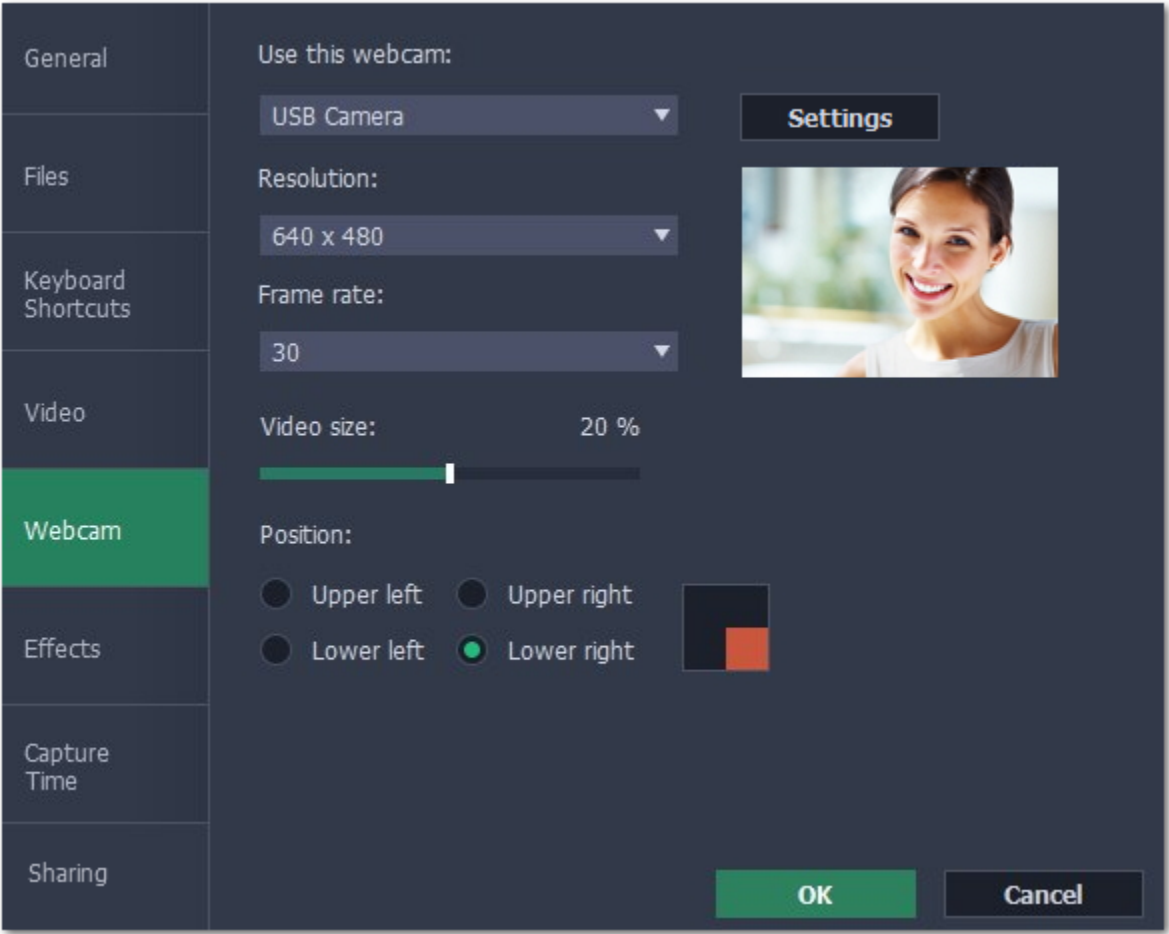 General
Files
Keyboard
Shortcuts
Video
Webcam
Effects
Capture
Time
Sharing
Use this webcam:
USB Camera
Settings
Resolution:
640 x 480
Frame rate:
30
Video size: 20 %
Position:
Upper left Upper right
Lower left Lower right
OK Cancel